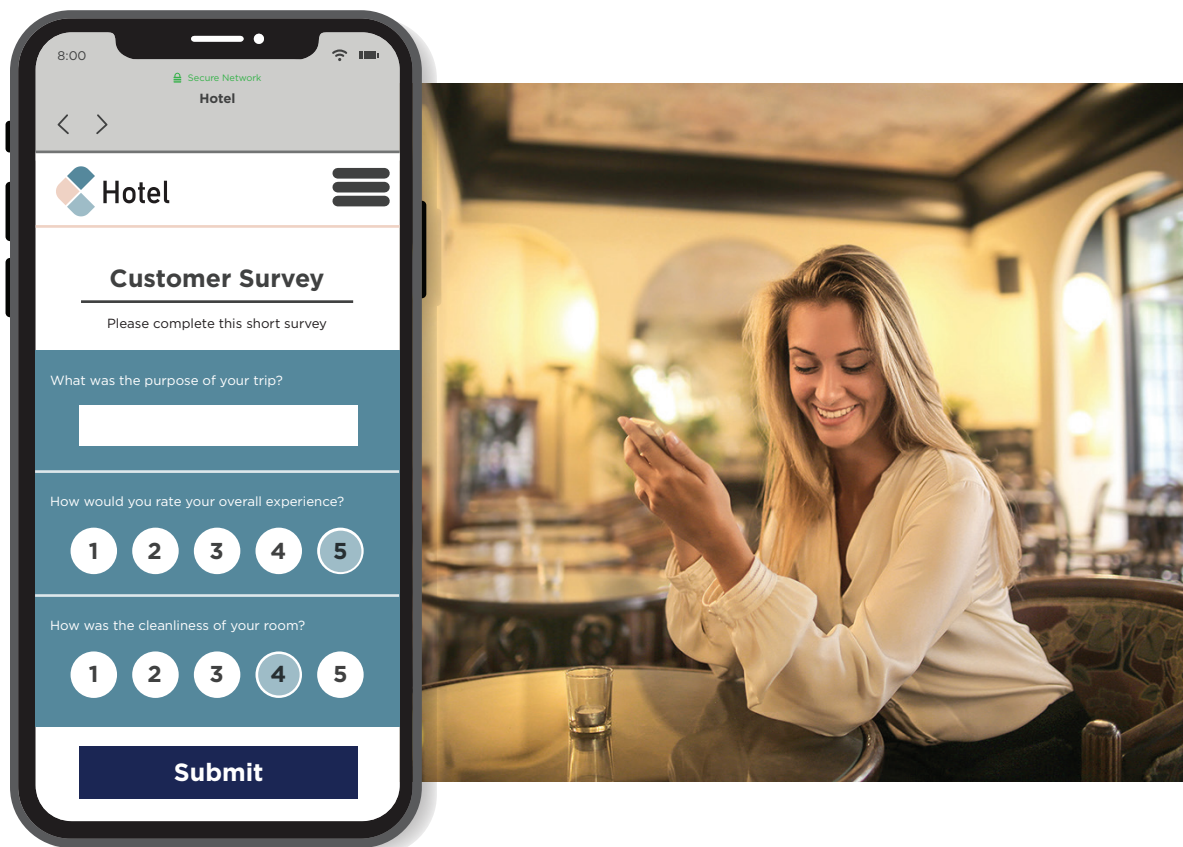 8:00
Secure Network
Hotel
Hotel
Customer Survey
Please complete this short survey
What was the purpose of your trip?
How would you rate your overall experience?
1 2 3 4 5
How was the cleanliness of your room?
1 2 3 4 5
Submit